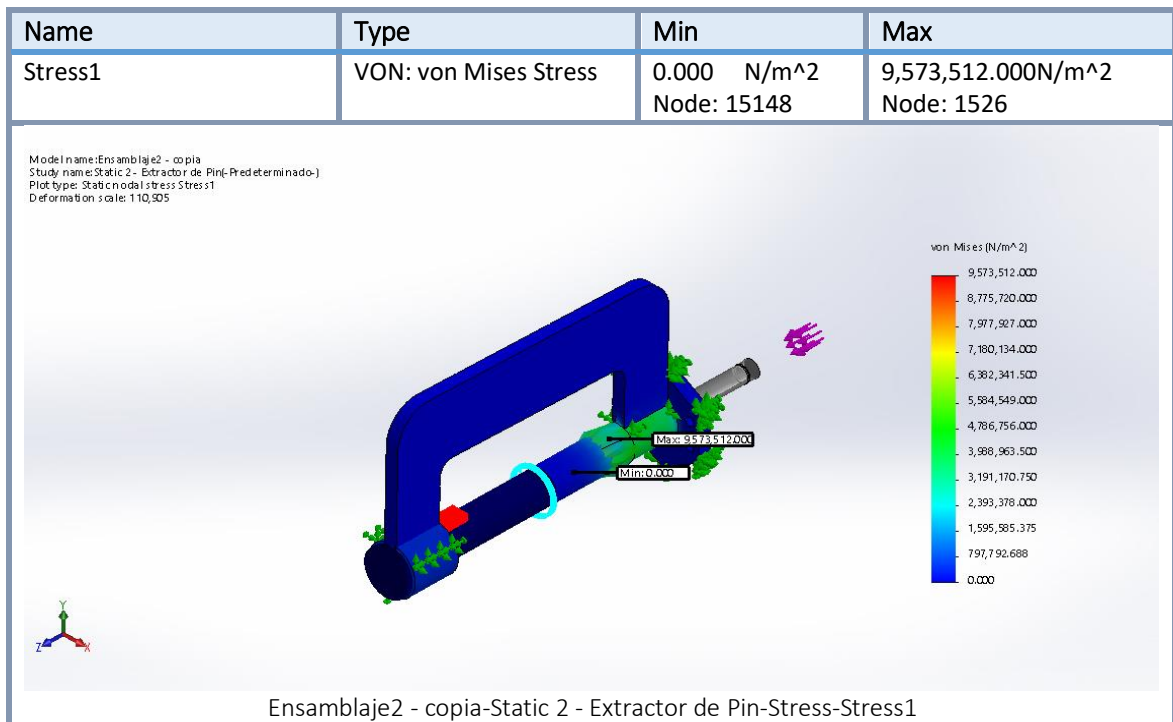 Name Type Min Max
Stress1 VON: von Mises Stress 0.000 N/m^2 9,573,512.000N/m^2
Node: 15148 Node: 1526
Model name:Ensamblaje2 - copia
Study name:Static 2 - Extractor de Pin(-Predeterminado-)
Plot type: Static nodal stress Stress1
Deformation scale: 110,905
von Mises (N/m^2)
9,573,512.000
8,775,720.000
7,977,927.000
7,180,134.000
6,382,341.500
5,584,549.000
4,786,756.000
3,988,963.500
3,191,170.750
2,393,378.000
1,595,585.375
797,792.688
0.000
Max: 9,573,512.000
Min: 0.000
Y
Z
X
Ensamblaje2 - copia-Static 2 - Extractor de Pin-Stress-Stress1